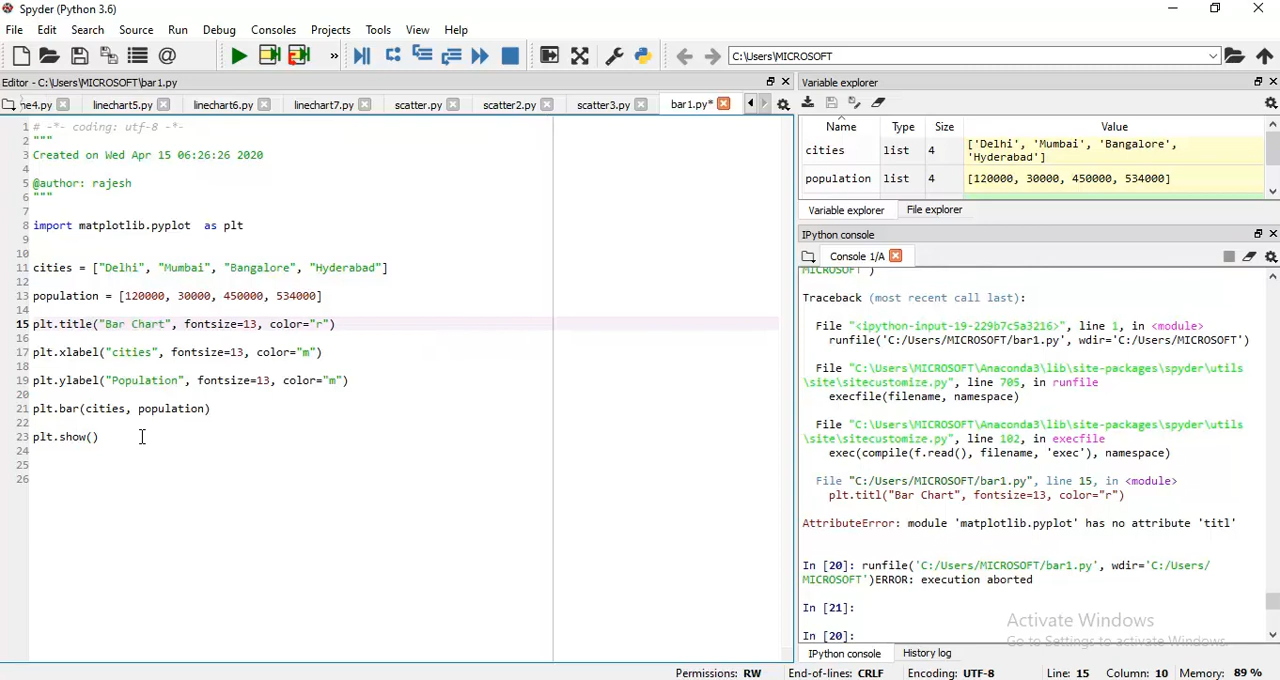 Spyder (Python 3.6)
File Edit Search Source Run Debug Consoles Projects Tools View Help
@ » C:\Users\MICROSOFT
Editor - C:\Users\MICROSOFT\bar1.py
ne4.py linechart5.py linechart6.py linechart7.py scatter.py scatter2.py scatter3.py bar1.py*
1 # -*- coding: utf-8 -*-
2 """
3 Created on Wed Apr 15 06:26:26 2020
4
5 @author: rajesh
6 """
7
8 import matplotlib.pyplot  as plt
9
10
11 cities = ["Delhi", "Mumbai", "Bangalore", "Hyderabad"]
12
13 population = [120000, 30000, 450000, 534000]
14
15 plt.title("Bar Chart", fontsize=13, color="r")
16
17 plt.xlabel("cities", fontsize=13, color="m")
18
19 plt.ylabel("Population", fontsize=13, color="m")
20
21 plt.bar(cities, population)
22
23 plt.show()
24
25
26
Variable explorer
Name Type Size Value
cities list 4 ['Delhi', 'Mumbai', 'Bangalore',
'Hyderabad']
population list 4 [120000, 30000, 450000, 534000]
Variable explorer File explorer
IPython console
Console 1/A
MICROSOFT')
Traceback (most recent call last):
File "<ipython-input-19-229b7c5a3216>", line 1, in <module>
runfile('C:/Users/MICROSOFT/bar1.py', wdir='C:/Users/MICROSOFT')
File "C:\Users\MICROSOFT\Anaconda3\lib\site-packages\spyder\utils
\site\sitecustomize.py", line 705, in runfile
execfile(filename, namespace)
File "C:\Users\MICROSOFT\Anaconda3\lib\site-packages\spyder\utils
\site\sitecustomize.py", line 102, in execfile
exec(compile(f.read(), filename, 'exec'), namespace)
File "C:/Users/MICROSOFT/bar1.py", line 15, in <module>
plt.titl("Bar Chart", fontsize=13, color="r")
AttributeError: module 'matplotlib.pyplot' has no attribute 'titl'
In [20]: runfile('C:/Users/MICROSOFT/bar1.py', wdir='C:/Users/
MICROSOFT')ERROR: execution aborted
In [21]:
In [20]:
Activate Windows
Go to Settings to activate Windows.
IPython console History log
Permissions: RW End-of-lines: CRLF Encoding: UTF-8 Line: 15 Column: 10 Memory: 89 %